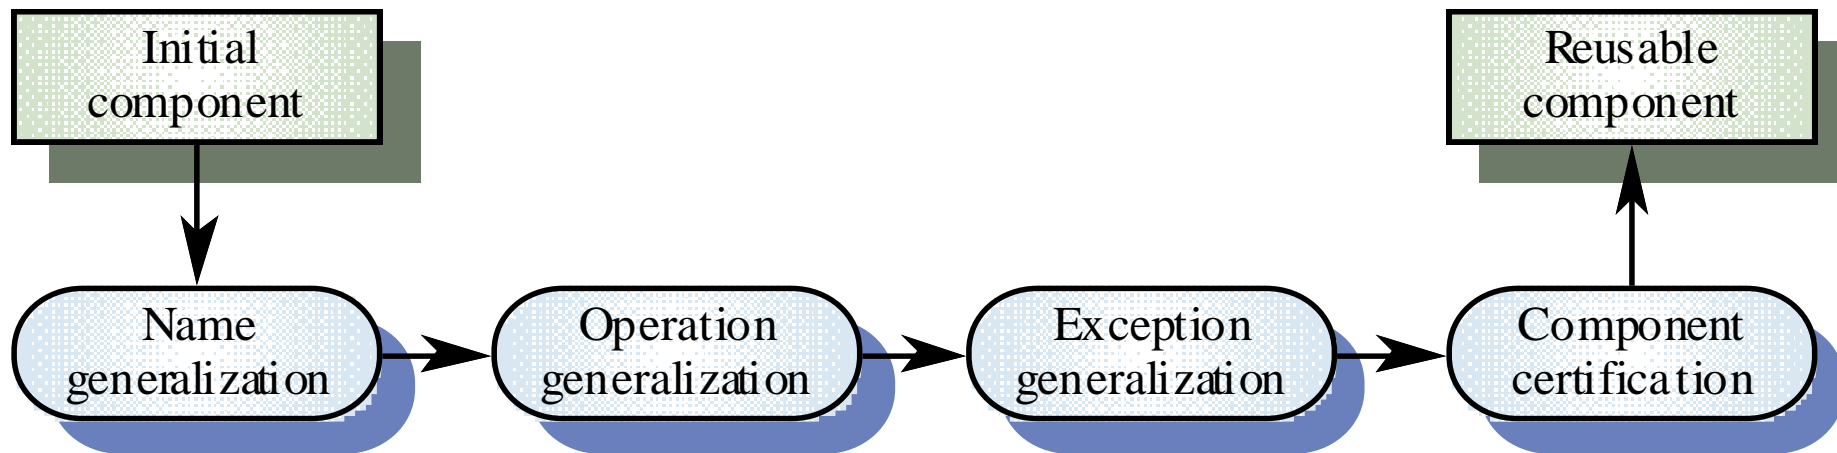 Initial
component
Reusable
component
Name
generalization
Operation
generalization
Exception
generalization
Component
certification